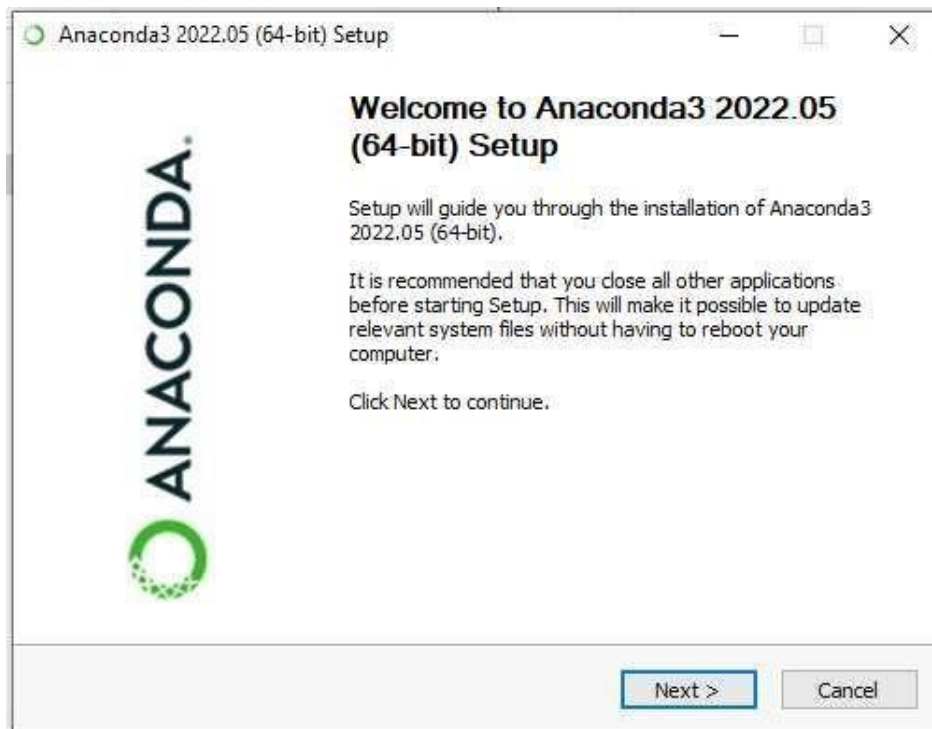 Anaconda3 2022.05 (64-bit) Setup
ANACONDA.
Welcome to Anaconda3 2022.05
(64-bit) Setup
Setup will guide you through the installation of Anaconda3
2022.05 (64-bit).
It is recommended that you close all other applications
before starting Setup. This will make it possible to update
relevant system files without having to reboot your
computer.
Click Next to continue.
Next >
Cancel